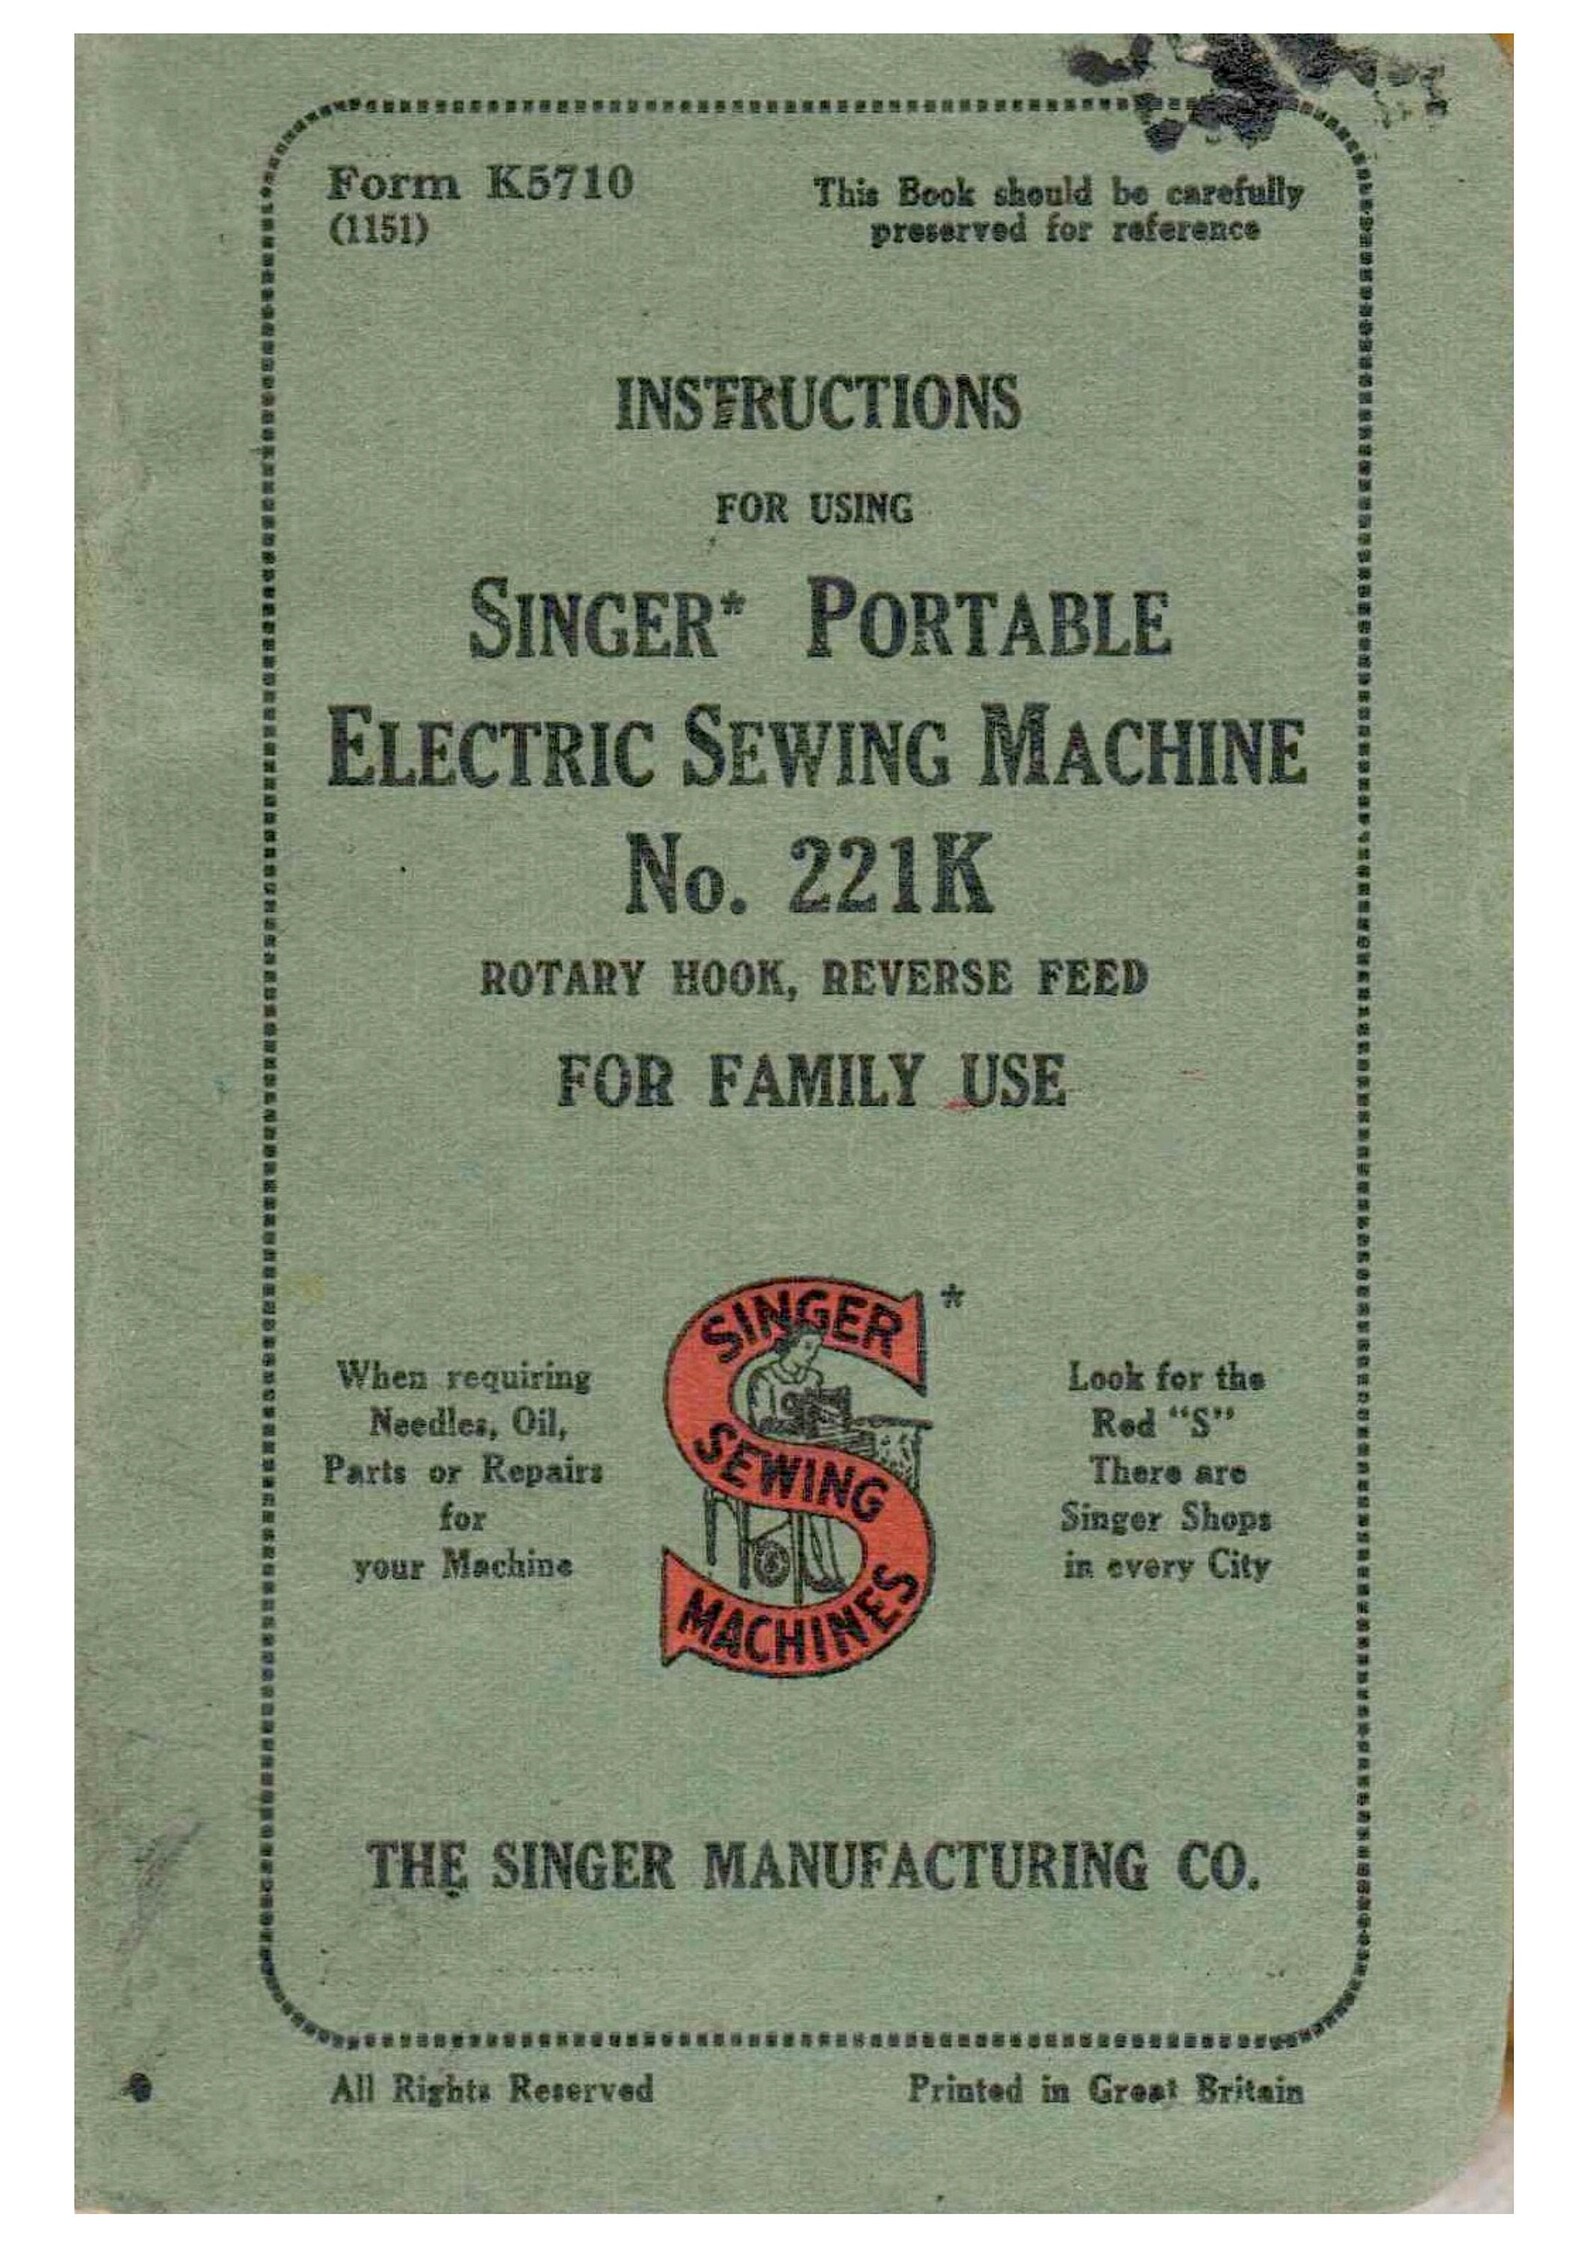 Form K5710
(1151)
This Book should be carefully
preserved for reference
INSTRUCTIONS
FOR USING
SINGER* PORTABLE
ELECTRIC SEWING MACHINE
No. 221K
ROTARY HOOK, REVERSE FEED
FOR FAMILY USE
When requiring
Needles, Oil,
Parts or Repairs
for
your Machine
SINGER
SEWING
MACHINES
*
Look for the
Red "S"
There are
Singer Shops
in every City
THE SINGER MANUFACTURING CO.
All Rights Reserved
Printed in Great Britain